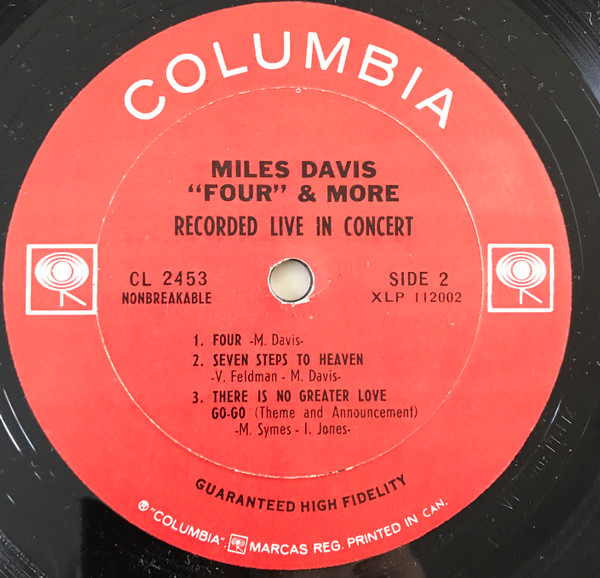 COLUMBIA
MILES DAVIS
"FOUR" & MORE
RECORDED LIVE IN CONCERT
CL 2453
NONBREAKABLE
SIDE 2
XLP 112002
1. FOUR -M. Davis-
2. SEVEN STEPS TO HEAVEN
-V. Feldman - M. Davis-
3. THERE IS NO GREATER LOVE
GO-GO (Theme and Announcement)
-M. Symes - I. Jones-
GUARANTEED HIGH FIDELITY
® "COLUMBIA". MARCAS REG. PRINTED IN CAN.